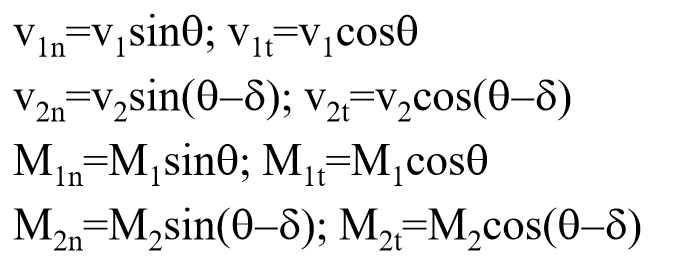 v₁ₙ=v₁sinθ; v₁ₜ=v₁cosθ
v₂ₙ=v₂sin(θ–δ); v₂ₜ=v₂cos(θ–δ)
M₁ₙ=M₁sinθ; M₁ₜ=M₁cosθ
M₂ₙ=M₂sin(θ–δ); M₂ₜ=M₂cos(θ–δ)